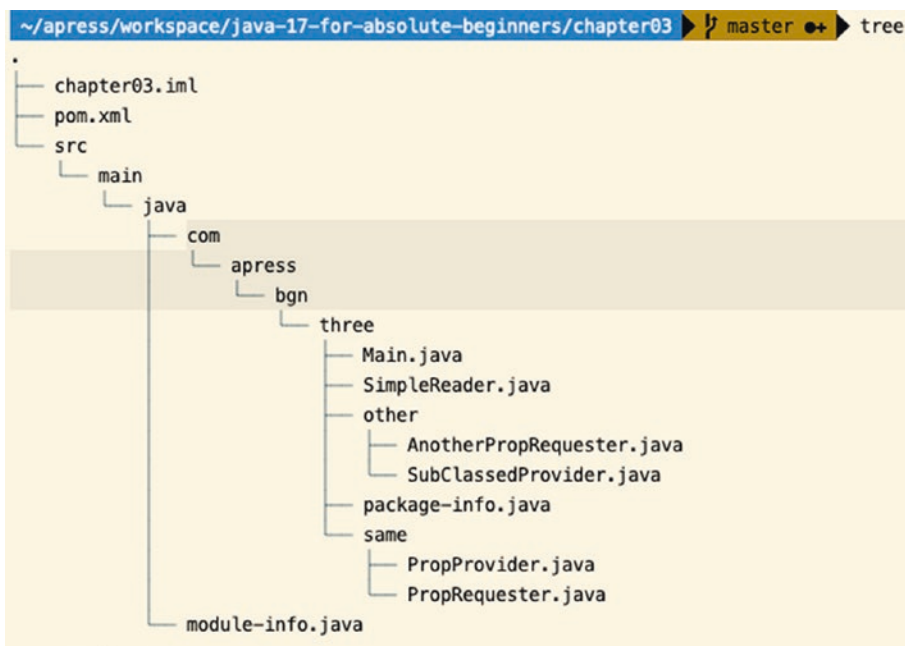 ~/apress/workspace/java-17-for-absolute-beginners/chapter03 master ●+ tree
.
├── chapter03.iml
├── pom.xml
└── src
    └── main
        └── java
            ├── com
            │   └── apress
            │       └── bgn
            │           └── three
            │               ├── Main.java
            │               ├── SimpleReader.java
            │               ├── other
            │               │   ├── AnotherPropRequester.java
            │               │   └── SubClassedProvider.java
            │               ├── package-info.java
            │               └── same
            │                   ├── PropProvider.java
            │                   └── PropRequester.java
            └── module-info.java